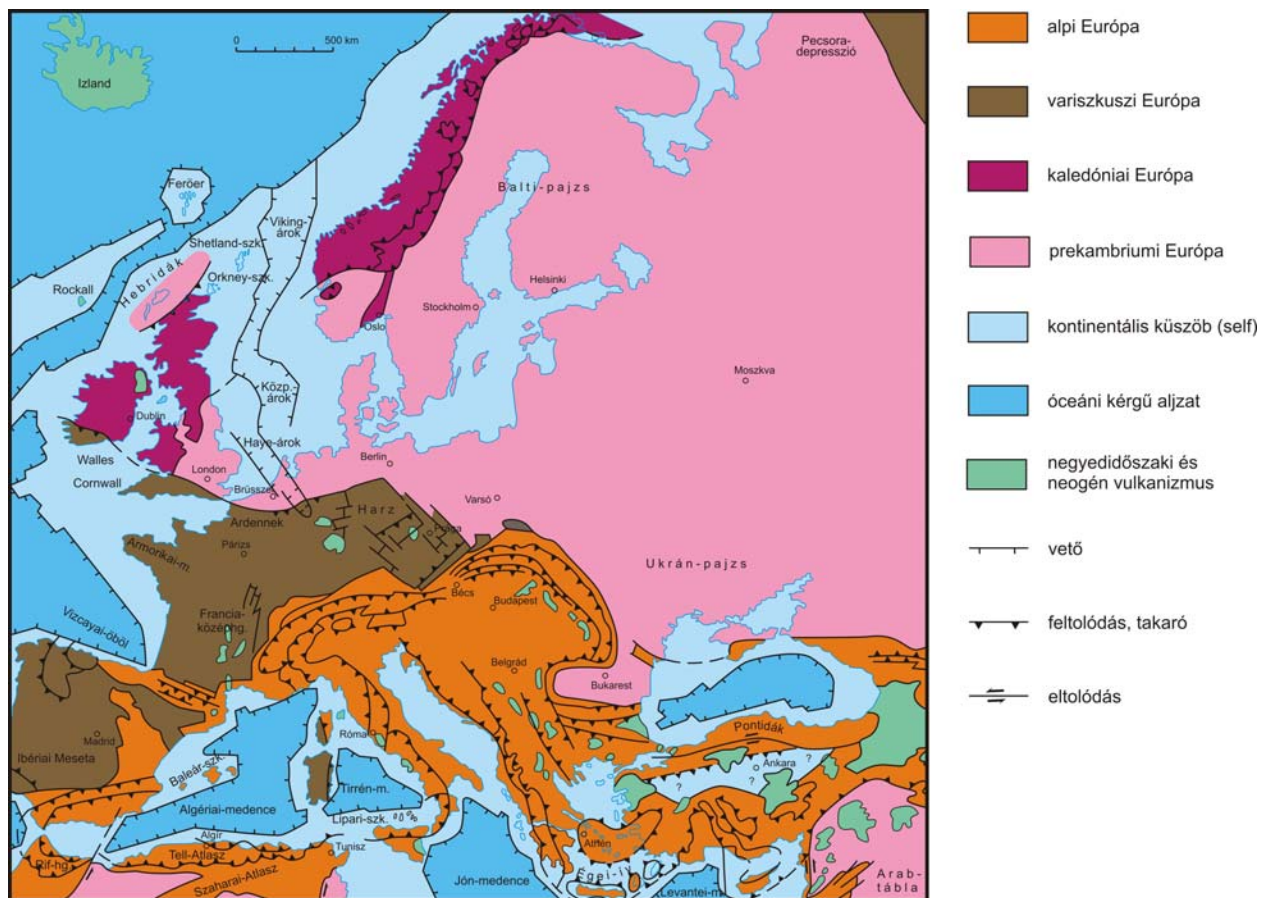 Izland
0 500 km
Pecsora-
depresszió
Feröer
Shetland-szk.
Viking-
árok
Balti-pajzs
Hebridák
Orkney-szk.
Rockall
Helsinki
Stockholm
Oslo
Közp.
árok
Moszkva
Dublin
Haye-árok
Walles
London
Berlin
Cornwall
Brüssze
Varsó
Harz
Ardennek
Prága
Armorikai-m.
Párizs
Ukrán-pajzs
Bécs
Budapest
Vizcayai-öböl
Francia-
középhg.
Belgrád
Bukarest
Pontidák
Róma
Madrid
Ankara
?
?
?
Ibériai Meseta
Baleár-szk.
Tirrén-m.
Algériai-medence
Lipari-szk.
Algír
Tunisz
Athén
Tell-Atlasz
Rif-hg.
Szaharai-Atlasz
Égei-ív
Jón-medence
Levantei-m.
Arab-
tábla
alpi Európa
variszkuszi Európa
kaledóniai Európa
prekambriumi Európa
kontinentális küszöb (self)
óceáni kérgű aljzat
negyedidőszaki és
neogén vulkanizmus
vető
feltolódás, takaró
eltolódás